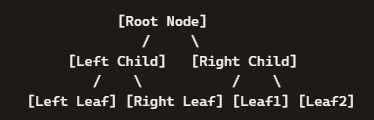 [Root Node]
/ \
[Left Child] [Right Child]
/ \ / \
[Left Leaf] [Right Leaf] [Leaf1] [Leaf2]